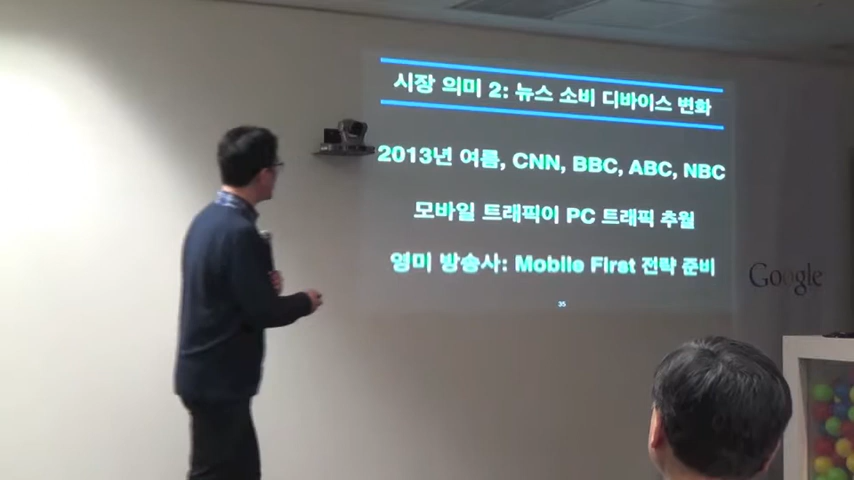 시장 의미 2: 뉴스 소비 디바이스 변화
2013년 여름, CNN, BBC, ABC, NBC
모바일 트래픽이 PC 트래픽 추월
영미 방송사: Mobile First 전략 준비
35
Google